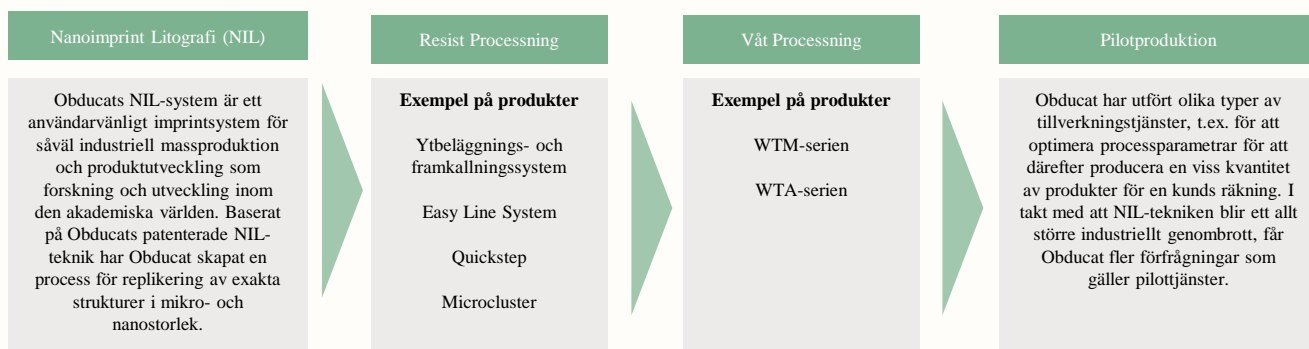 Nanoimprint Litografi (NIL)
Obducats NIL-system är ett
användarvänligt imprintsystem för
såväl industriell massproduktion
och produktutveckling som
forskning och utveckling inom
den akademiska världen. Baserat
på Obducats patenterade NIL-
teknik har Obducat skapat en
process för replikering av exakta
strukturer i mikro- och
nanostorlek.
Resist Processning
Exempel på produkter
Ytbeläggnings- och
framkallningssystem
Easy Line System
Quickstep
Microcluster
Våt Processning
Exempel på produkter
WTM-serien
WTA-serien
Pilotproduktion
Obducat har utfört olika typer av
tillverkningstjänster, t.ex. för att
optimera processparametrar för att
därefter producera en viss kvantitet
av produkter för en kunds räkning. I
takt med att NIL-tekniken blir ett allt
större industriellt genombrott, får
Obducat fler förfrågningar som
gäller pilottjänster.